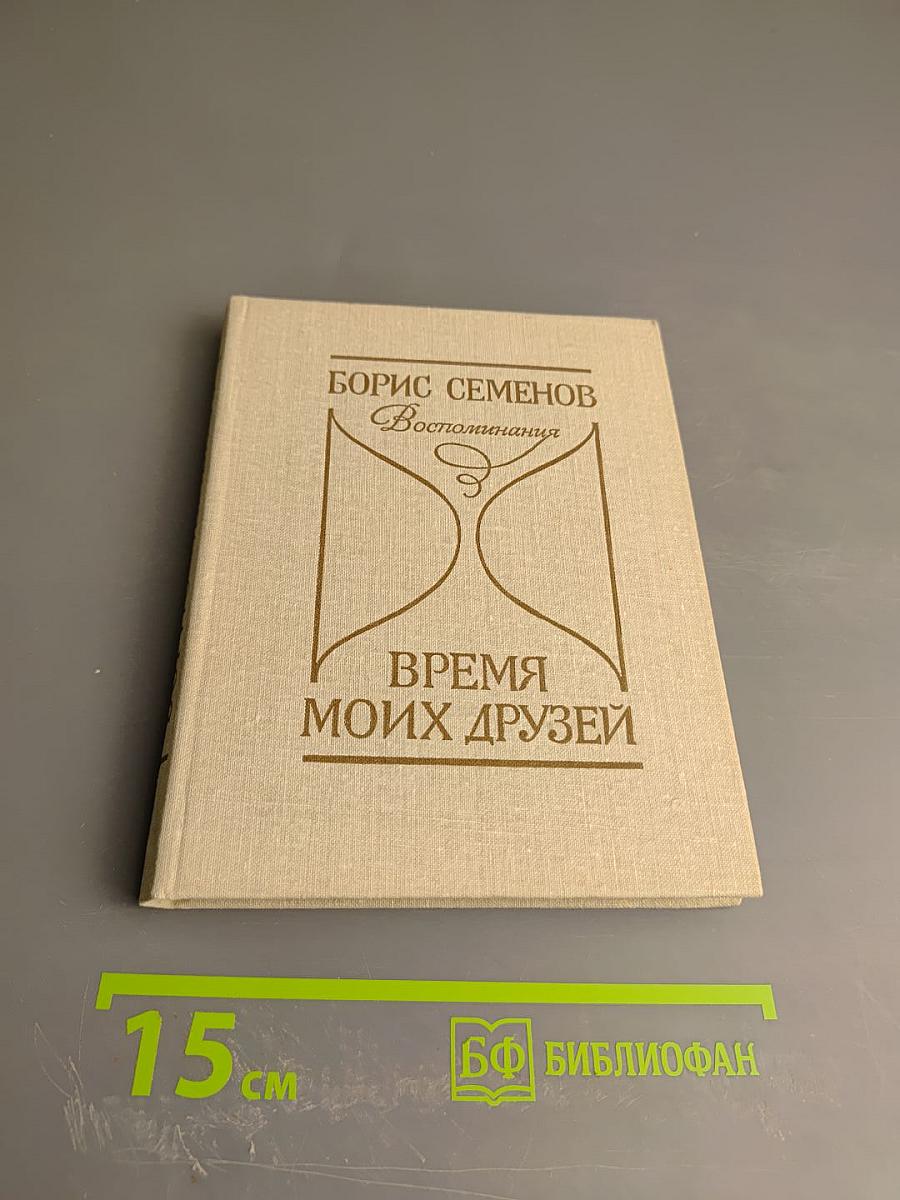 БОРИС СЕМЕНОВ
Воспоминания
ВРЕМЯ
МОИХ ДРУЗЕЙ
15 см
БФ БИБЛИОФАН